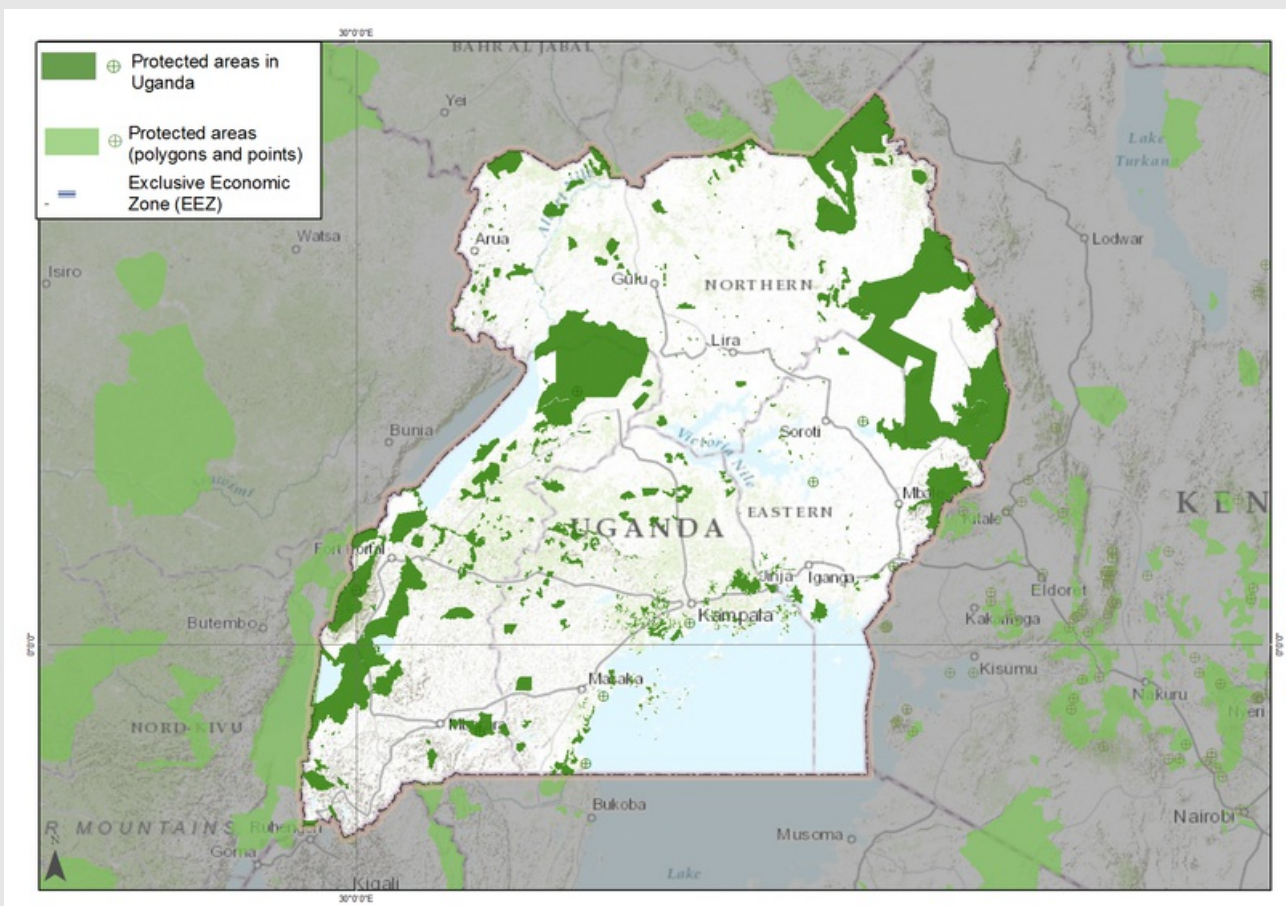 30°0'0"E
BAHR AL JABAL
Protected areas in
Uganda
Protected areas
(polygons and points)
Exclusive Economic
Zone (EEZ)
Yei
Lake
Turkana
Watsa
Arua
Lodwar
Isiro
Gulu
NORTHERN
Lira
Bunia
Soroti
Victoria Nile
EASTERN
UGANDA
KEN
Kitale
Fort Portal
Jinja
Iganga
Eldoret
Kampala
Butembo
Kakamega
0°0'0"
0°0'0"
Kisumu
Masaka
Nakuru
NORD-KIVU
Nyeri
Bukoba
R MOUNTAINS
Musoma
Nairobi
Goma
N
Kigali
Lake
30°0'0"E